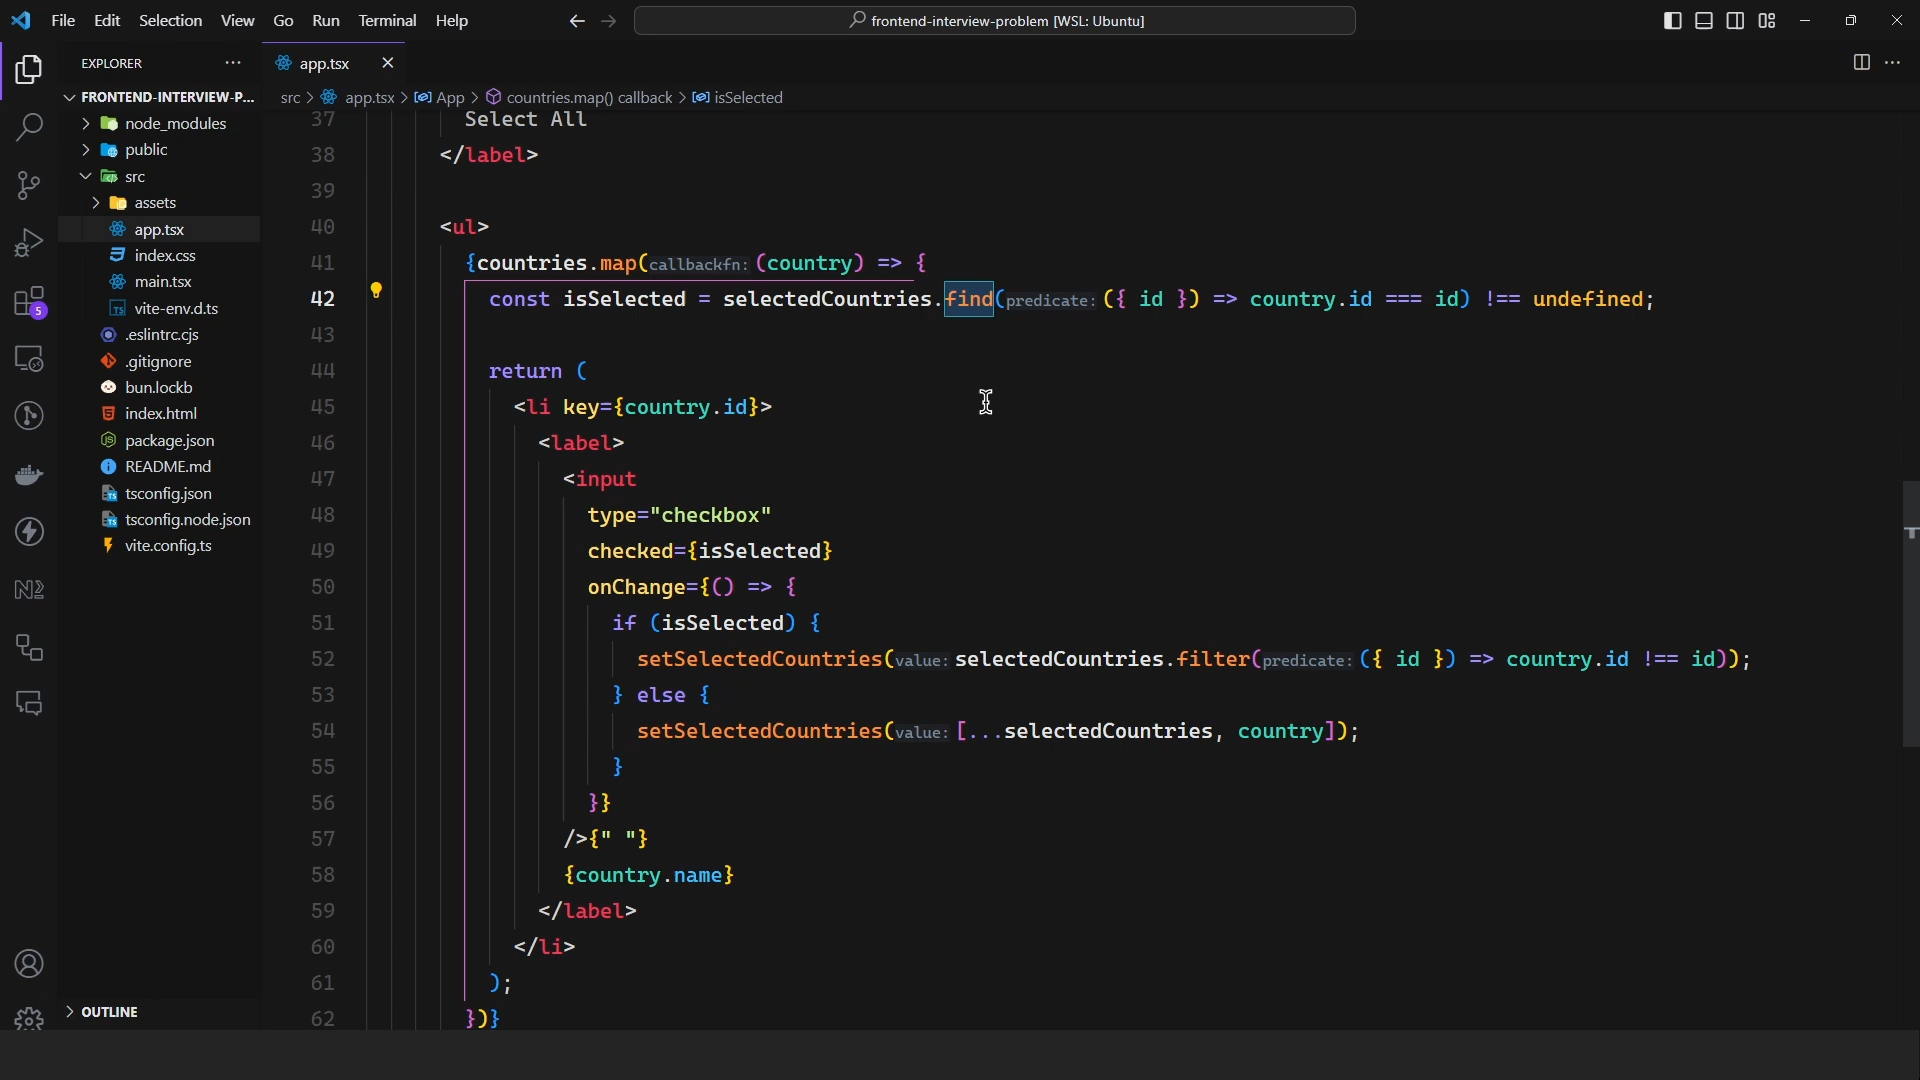 File Edit Selection View Go Run Terminal Help
frontend-interview-problem [WSL: Ubuntu]
EXPLORER
FRONTEND-INTERVIEW-P...
node_modules
public
src
assets
app.tsx
index.css
main.tsx
vite-env.d.ts
.eslintrc.cjs
.gitignore
bun.lockb
index.html
package.json
README.md
tsconfig.json
tsconfig.node.json
vite.config.ts
OUTLINE
5
app.tsx
src > app.tsx > App > countries.map() callback > isSelected
37 Select All
38 </label>
39
40 <ul>
41 {countries.map(callbackfn: (country) => {
42 const isSelected = selectedCountries.find(predicate: ({ id }) => country.id === id) !== undefined;
43
44 return (
45 <li key={country.id}>
46 <label>
47 <input
48 type="checkbox"
49 checked={isSelected}
50 onChange={() => {
51 if (isSelected) {
52 setSelectedCountries(value: selectedCountries.filter(predicate: ({ id }) => country.id !== id));
53 } else {
54 setSelectedCountries(value: [...selectedCountries, country]);
55 }
56 }}
57 />{" "}
58 {country.name}
59 </label>
60 </li>
61 );
62 })}